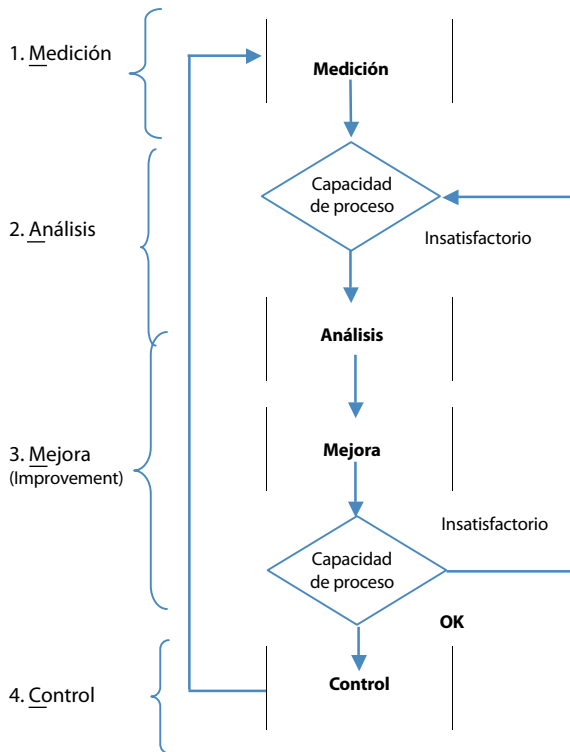 1. Medición
Medición
Capacidad
de proceso
2. Análisis
Insatisfactorio
Análisis
3. Mejora
(Improvement)
Mejora
Insatisfactorio
Capacidad
de proceso
OK
4. Control
Control